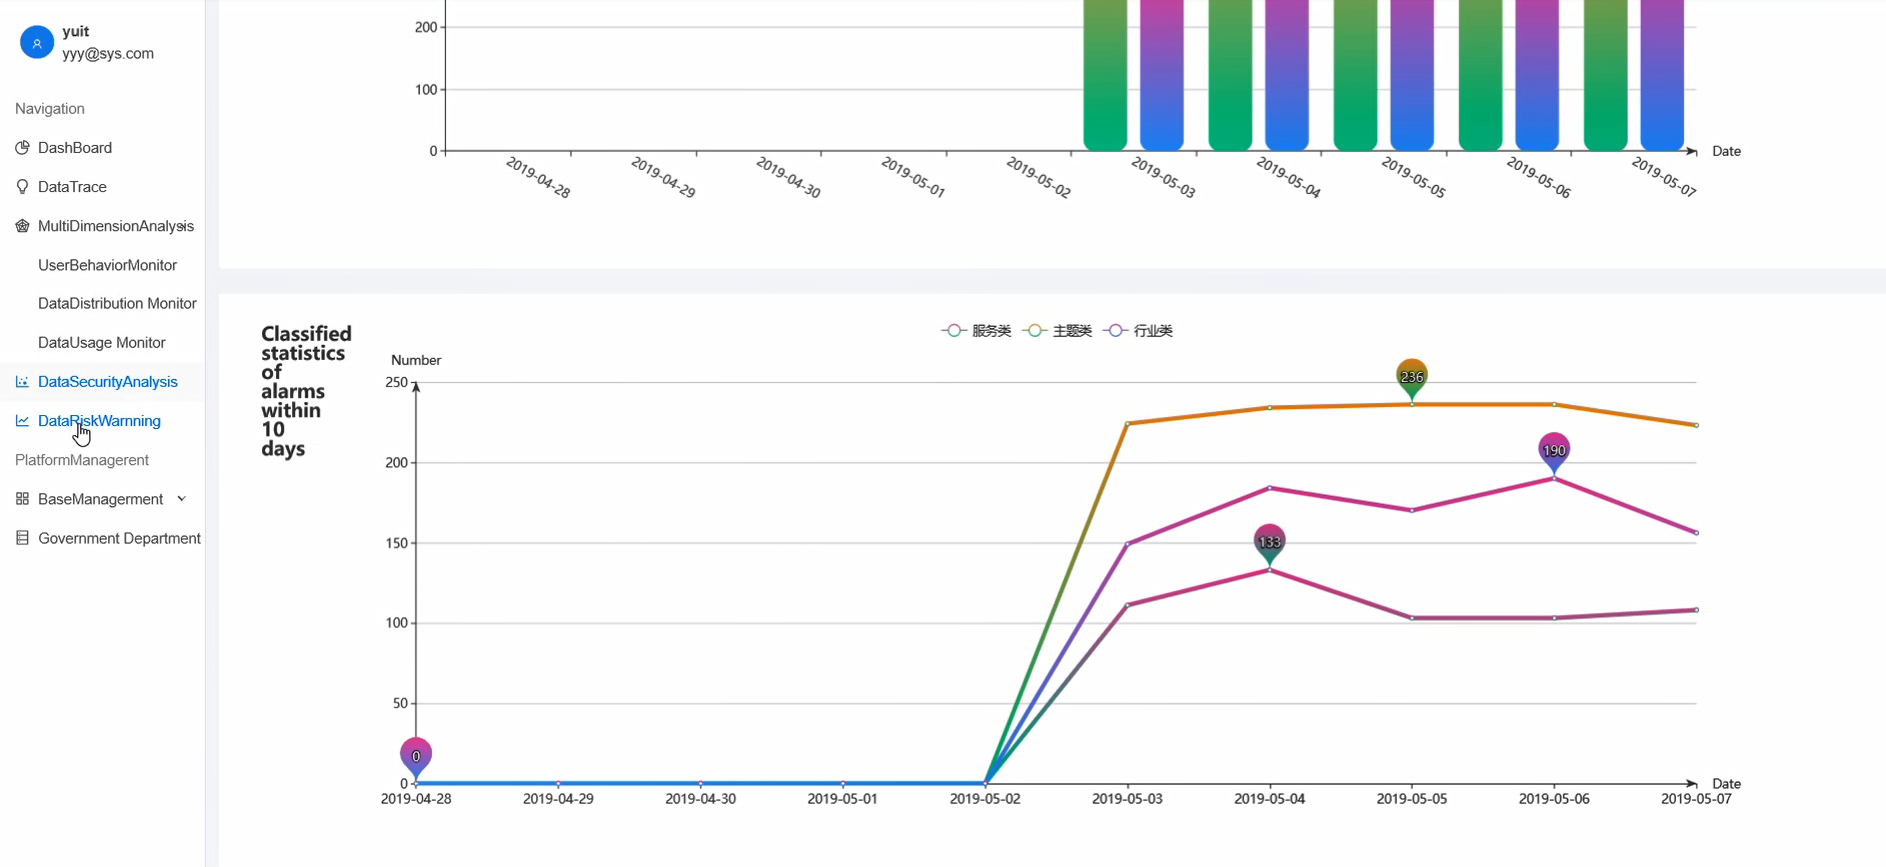 yuit
yyy@sys.com
Navigation
DashBoard
DataTrace
MultiDimensionAnalysis
UserBehaviorMonitor
DataDistribution Monitor
DataUsage Monitor
DataSecurityAnalysis
DataRiskWarnning
PlatformManagerent
BaseManagerment
Government Department
200
100
0
Date
2019-04-28
2019-04-29
2019-04-30
2019-05-01
2019-05-02
2019-05-03
2019-05-04
2019-05-05
2019-05-06
2019-05-07
Classified
statistics
of
alarms
within
10
days
服务类 主题类 行业类
Number
250
200
150
100
50
0
236
190
133
0
Date
2019-04-28 2019-04-29 2019-04-30 2019-05-01 2019-05-02 2019-05-03 2019-05-04 2019-05-05 2019-05-06 2019-05-07